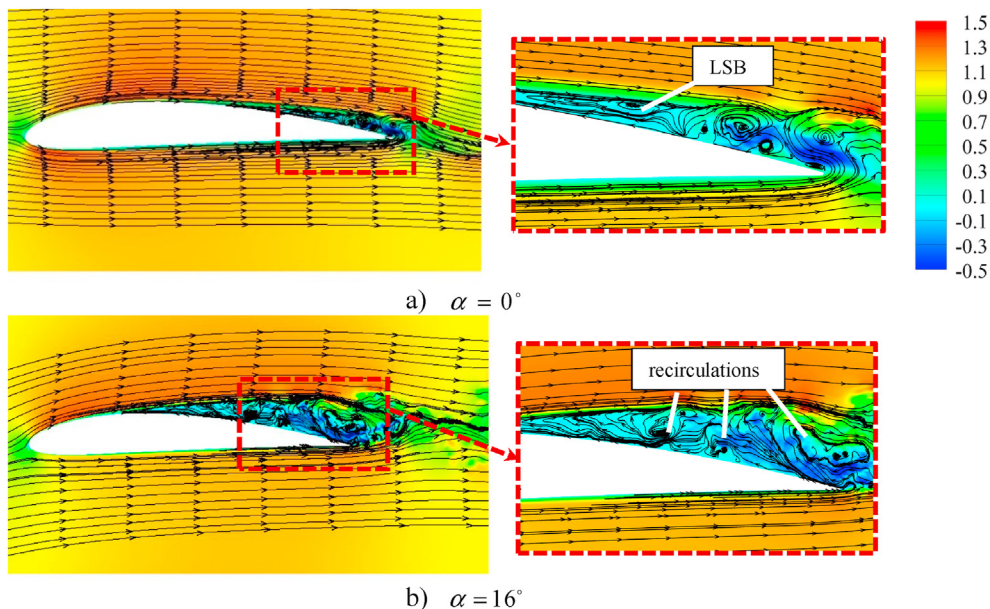 LSB
1.5
1.3
1.1
0.9
0.7
0.5
0.3
0.1
-0.1
-0.3
-0.5
a) α = 0°
recirculations
b) α = 16°